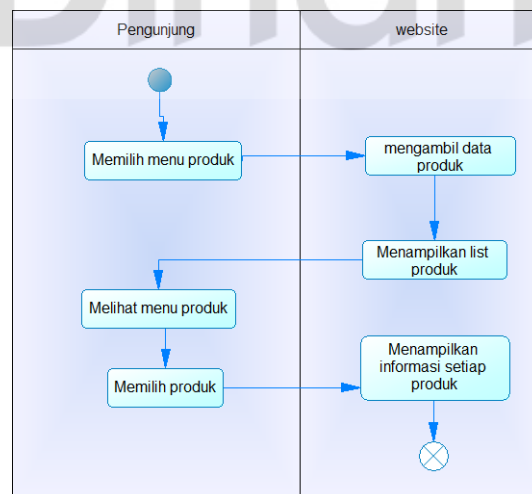 Pengunjung
website
Memilih menu produk
mengambil data
produk
Menampilkan list
produk
Melihat menu produk
Menampilkan
informasi setiap
produk
Memilih produk